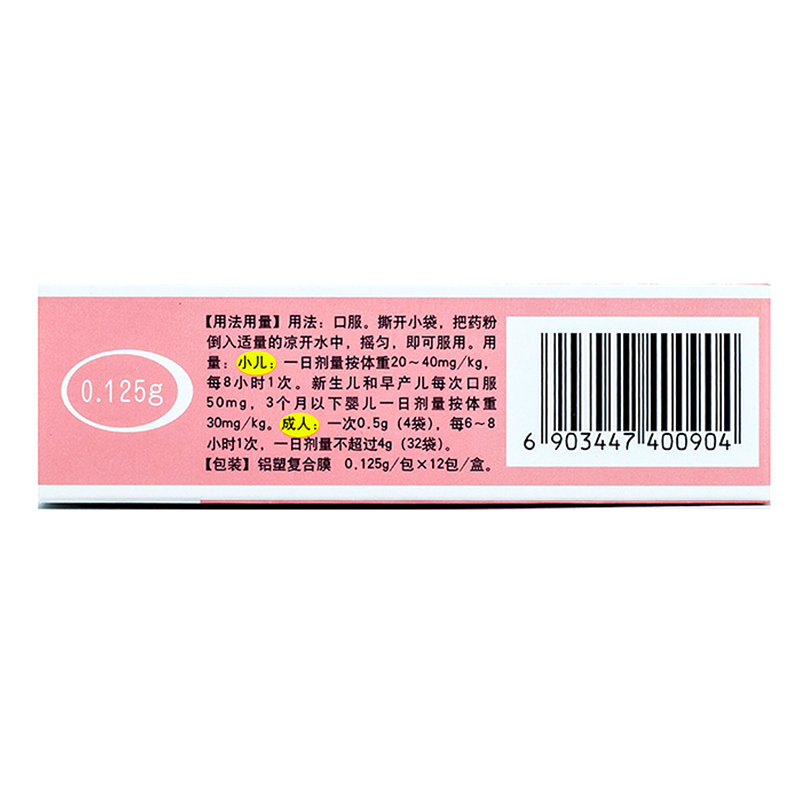 0.125g
【用法用量】用法：口服。撕开小袋，把药粉
倒入适量的凉开水中，摇匀，即可服用。用
量：小儿：一日剂量按体重20～40mg/kg，
每8小时1次。新生儿和早产儿每次口服
50mg，3个月以下婴儿一日剂量按体重
30mg/kg。成人：一次0.5g（4袋），每6～8
小时1次，一日剂量不超过4g（32袋）。
【包装】铝塑复合膜 0.125g/包×12包/盒。
6 903447 400904